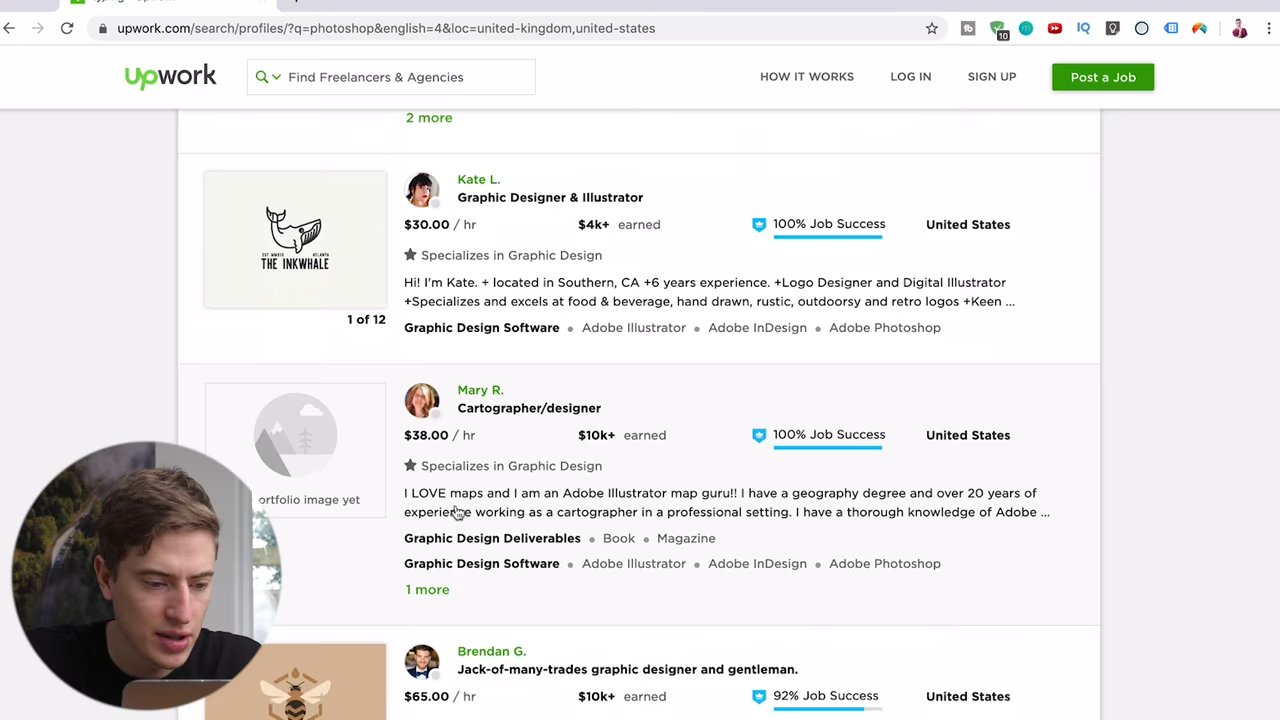 upwork.com/search/profiles/?q=photoshop&english=4&loc=united-kingdom,united-states
10
upwork
Find Freelancers & Agencies
HOW IT WORKS
LOG IN
SIGN UP
Post a Job
2 more
EST. MMXIX ATLANTA
THE INKWHALE
1 of 12
Kate L.
Graphic Designer & Illustrator
$30.00 / hr $4k+ earned 100% Job Success United States
Specializes in Graphic Design
Hi! I'm Kate. + located in Southern, CA +6 years experience. +Logo Designer and Digital Illustrator
+Specializes and excels at food & beverage, hand drawn, rustic, outdoorsy and retro logos +Keen ...
Graphic Design Software • Adobe Illustrator • Adobe InDesign • Adobe Photoshop
ortfolio image yet
Mary R.
Cartographer/designer
$38.00 / hr $10k+ earned 100% Job Success United States
Specializes in Graphic Design
I LOVE maps and I am an Adobe Illustrator map guru!! I have a geography degree and over 20 years of
experience working as a cartographer in a professional setting. I have a thorough knowledge of Adobe ...
Graphic Design Deliverables • Book • Magazine
Graphic Design Software • Adobe Illustrator • Adobe InDesign • Adobe Photoshop
1 more
Brendan G.
Jack-of-many-trades graphic designer and gentleman.
$65.00 / hr $10k+ earned 92% Job Success United States